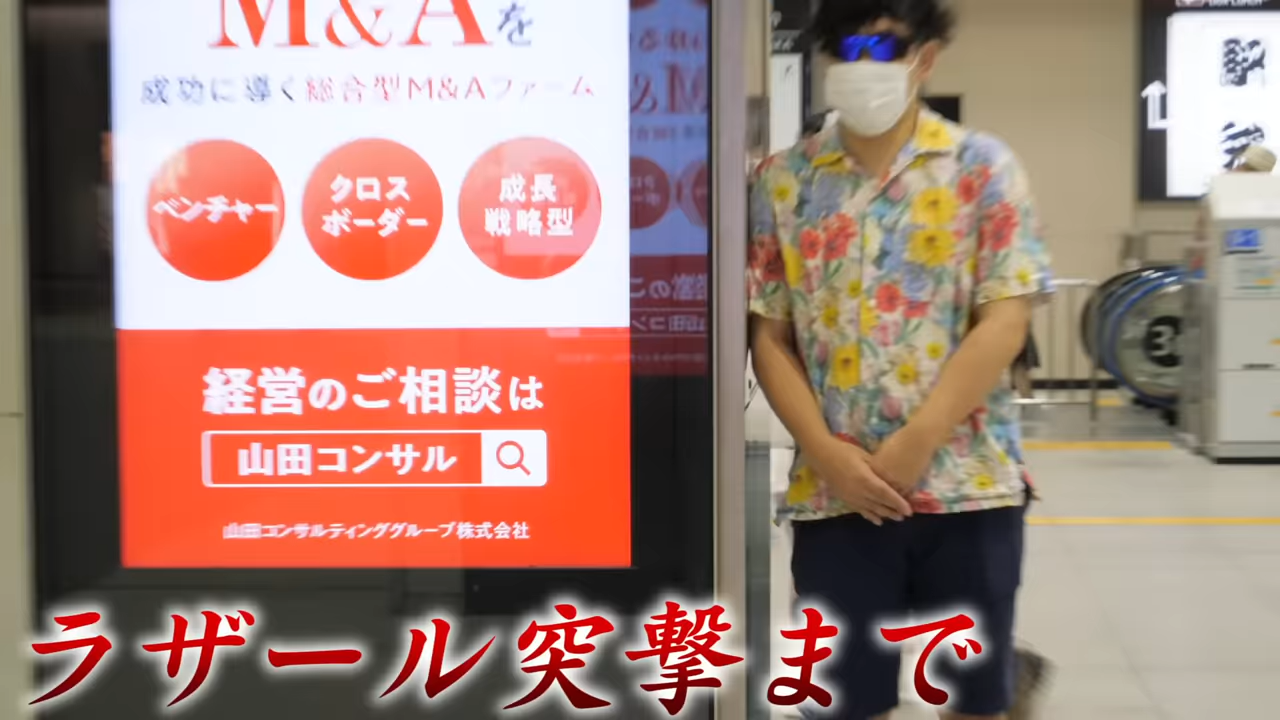 M&Aを
成功に導く総合型M&Aファーム
ベンチャー
クロス
ボーダー
成長
戦略型
経営のご相談は
山田コンサル
山田コンサルティンググループ株式会社
3
ラザール突撃まで